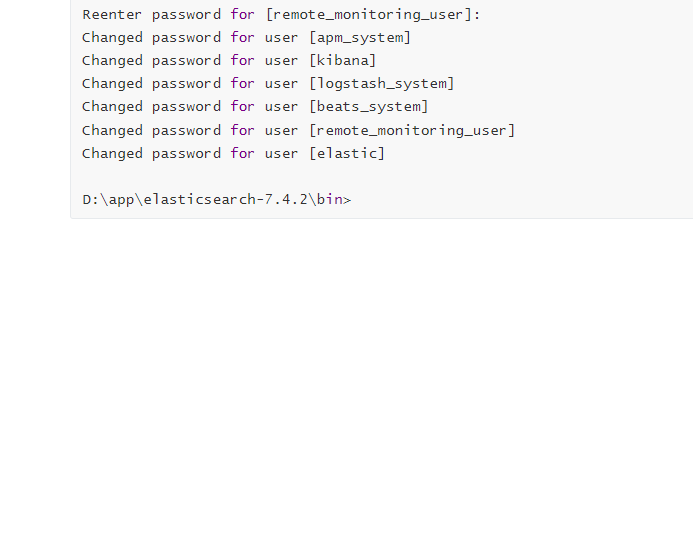 Reenter password for [remote_monitoring_user]:
Changed password for user [apm_system]
Changed password for user [kibana]
Changed password for user [logstash_system]
Changed password for user [beats_system]
Changed password for user [remote_monitoring_user]
Changed password for user [elastic]
D:\app\elasticsearch-7.4.2\bin>